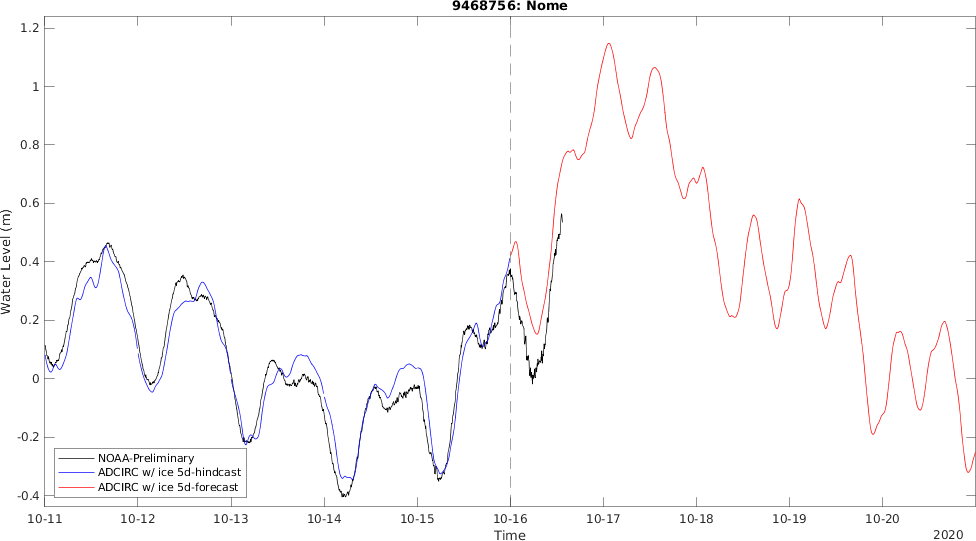 9468756: Nome
1.2
1
0.8
0.6
0.4
0.2
0
-0.2
-0.4
Water Level (m)
NOAA-Preliminary
ADCIRC w/ ice 5d-hindcast
ADCIRC w/ ice 5d-forecast
10-11 10-12 10-13 10-14 10-15 10-16 10-17 10-18 10-19 10-20
Time
2020